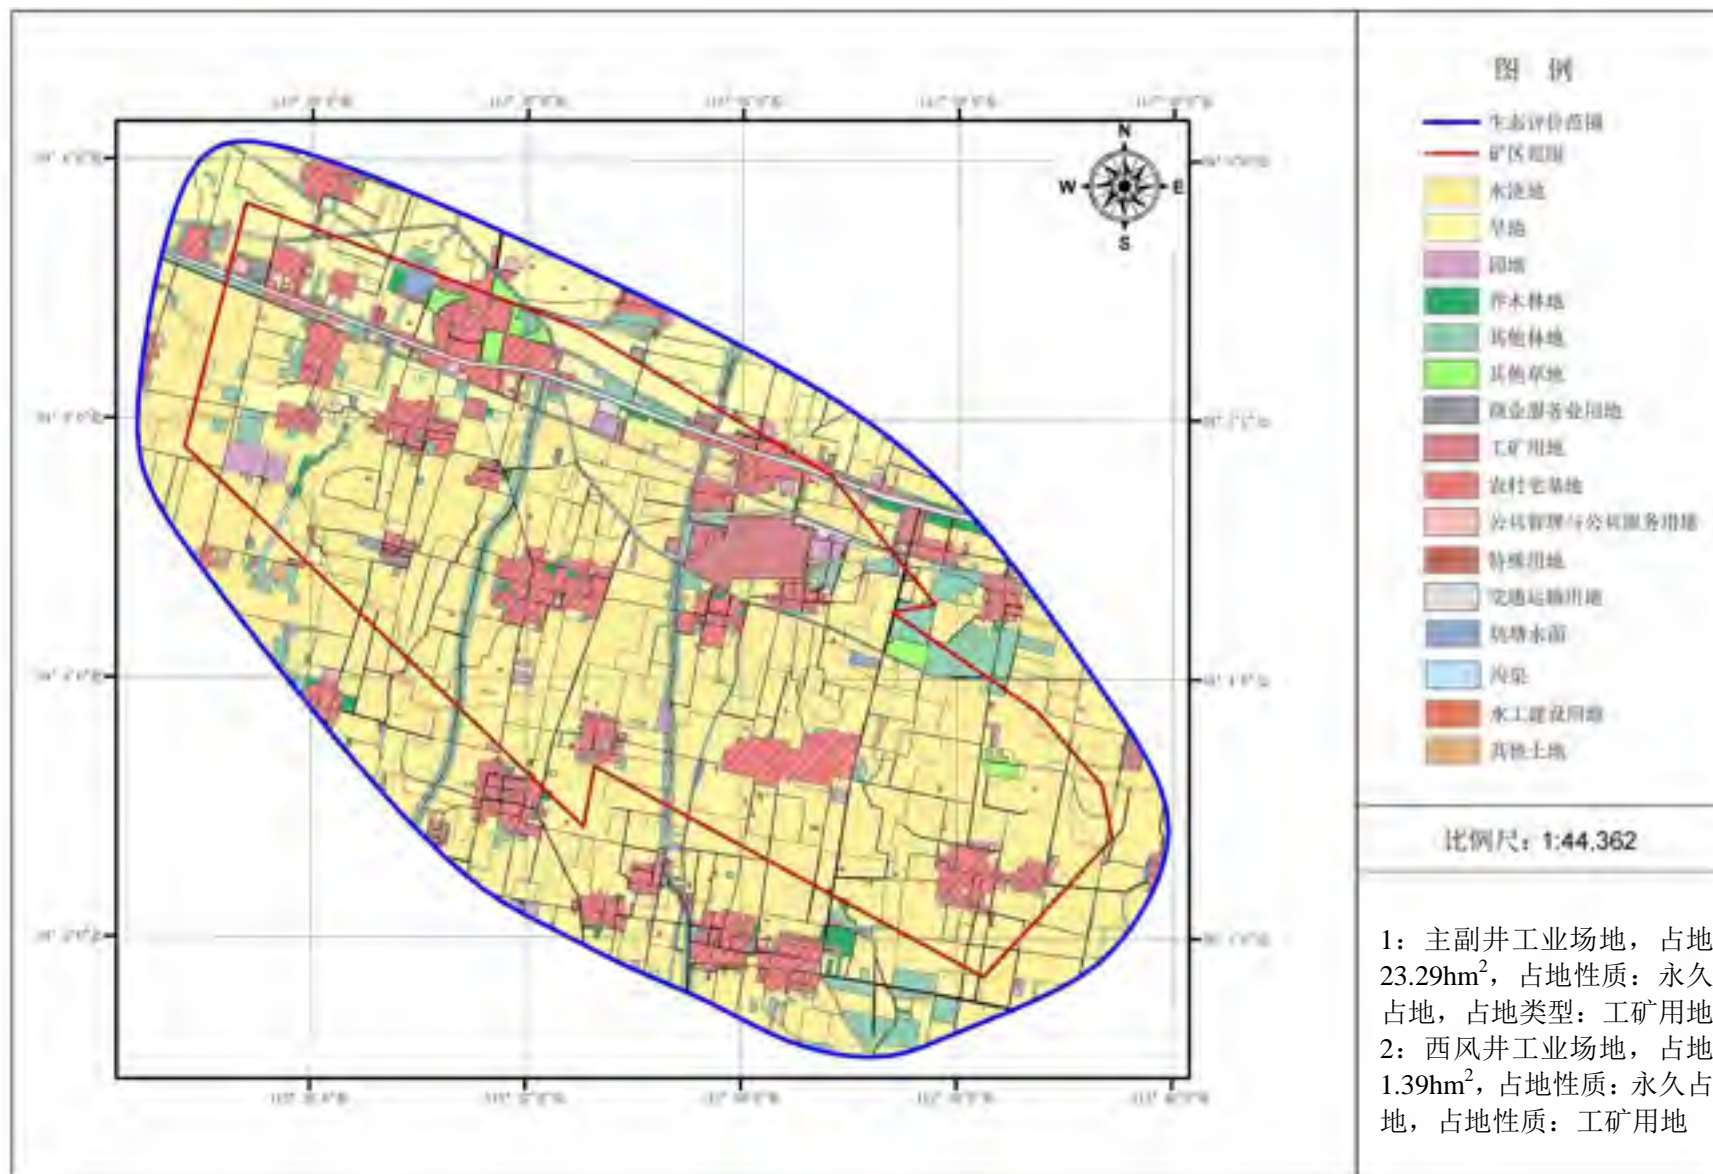 图 例
生态评价范围
矿区范围
水浇地
旱地
园地
乔木林地
其他林地
其他草地
商业服务业用地
工矿用地
农村宅基地
公共管理与公共服务用地
特殊用地
交通运输用地
坑塘水面
沟渠
水工建设用地
其他土地
N
W
E
S
比例尺：1:44,362
1：主副井工业场地，占地
23.29hm²，占地性质：永久
占地，占地类型：工矿用地
2：西风井工业场地，占地
1.39hm²，占地性质：永久占
地，占地性质：工矿用地